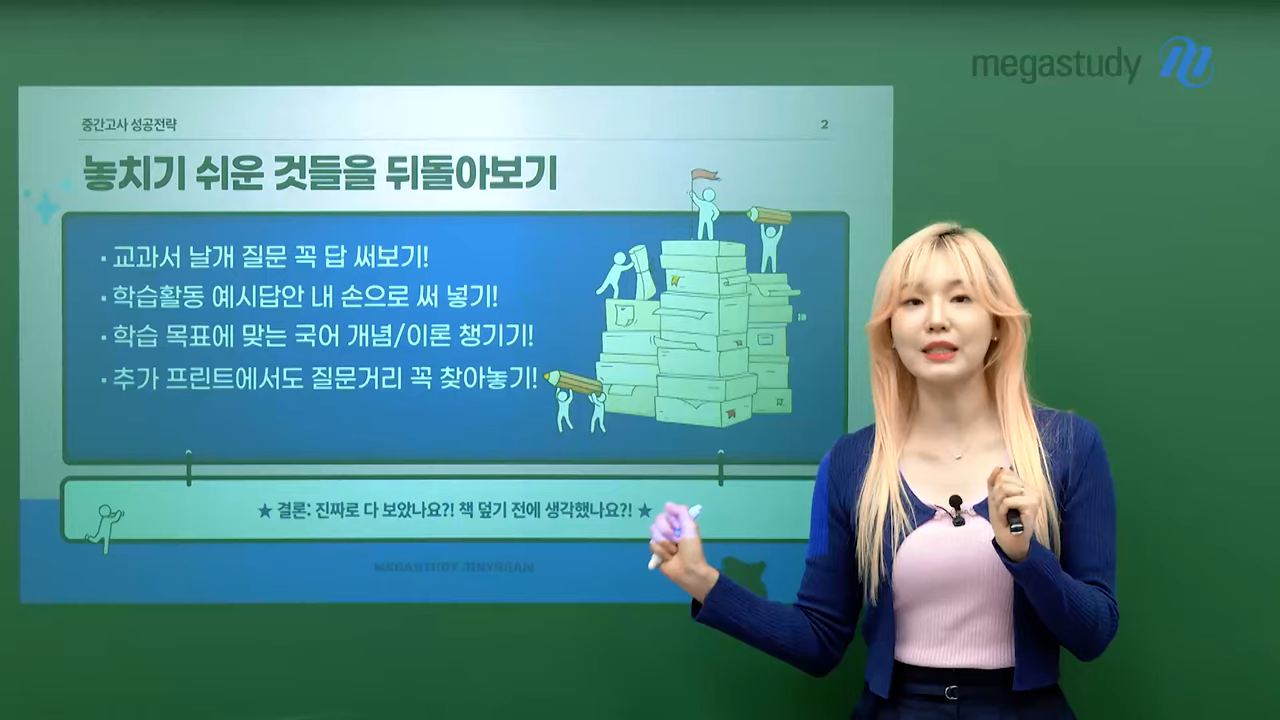 megastudy
중간고사 성공전략
2
놓치기 쉬운 것들을 뒤돌아보기
· 교과서 날개 질문 꼭 답 써보기!
· 학습활동 예시답안 내 손으로 써 넣기!
· 학습 목표에 맞는 국어 개념/이론 챙기기!
· 추가 프린트에서도 질문거리 꼭 찾아놓기!
★ 결론: 진짜로 다 보았나요?! 책 덮기 전에 생각했나요?! ★
MEGASTUDY